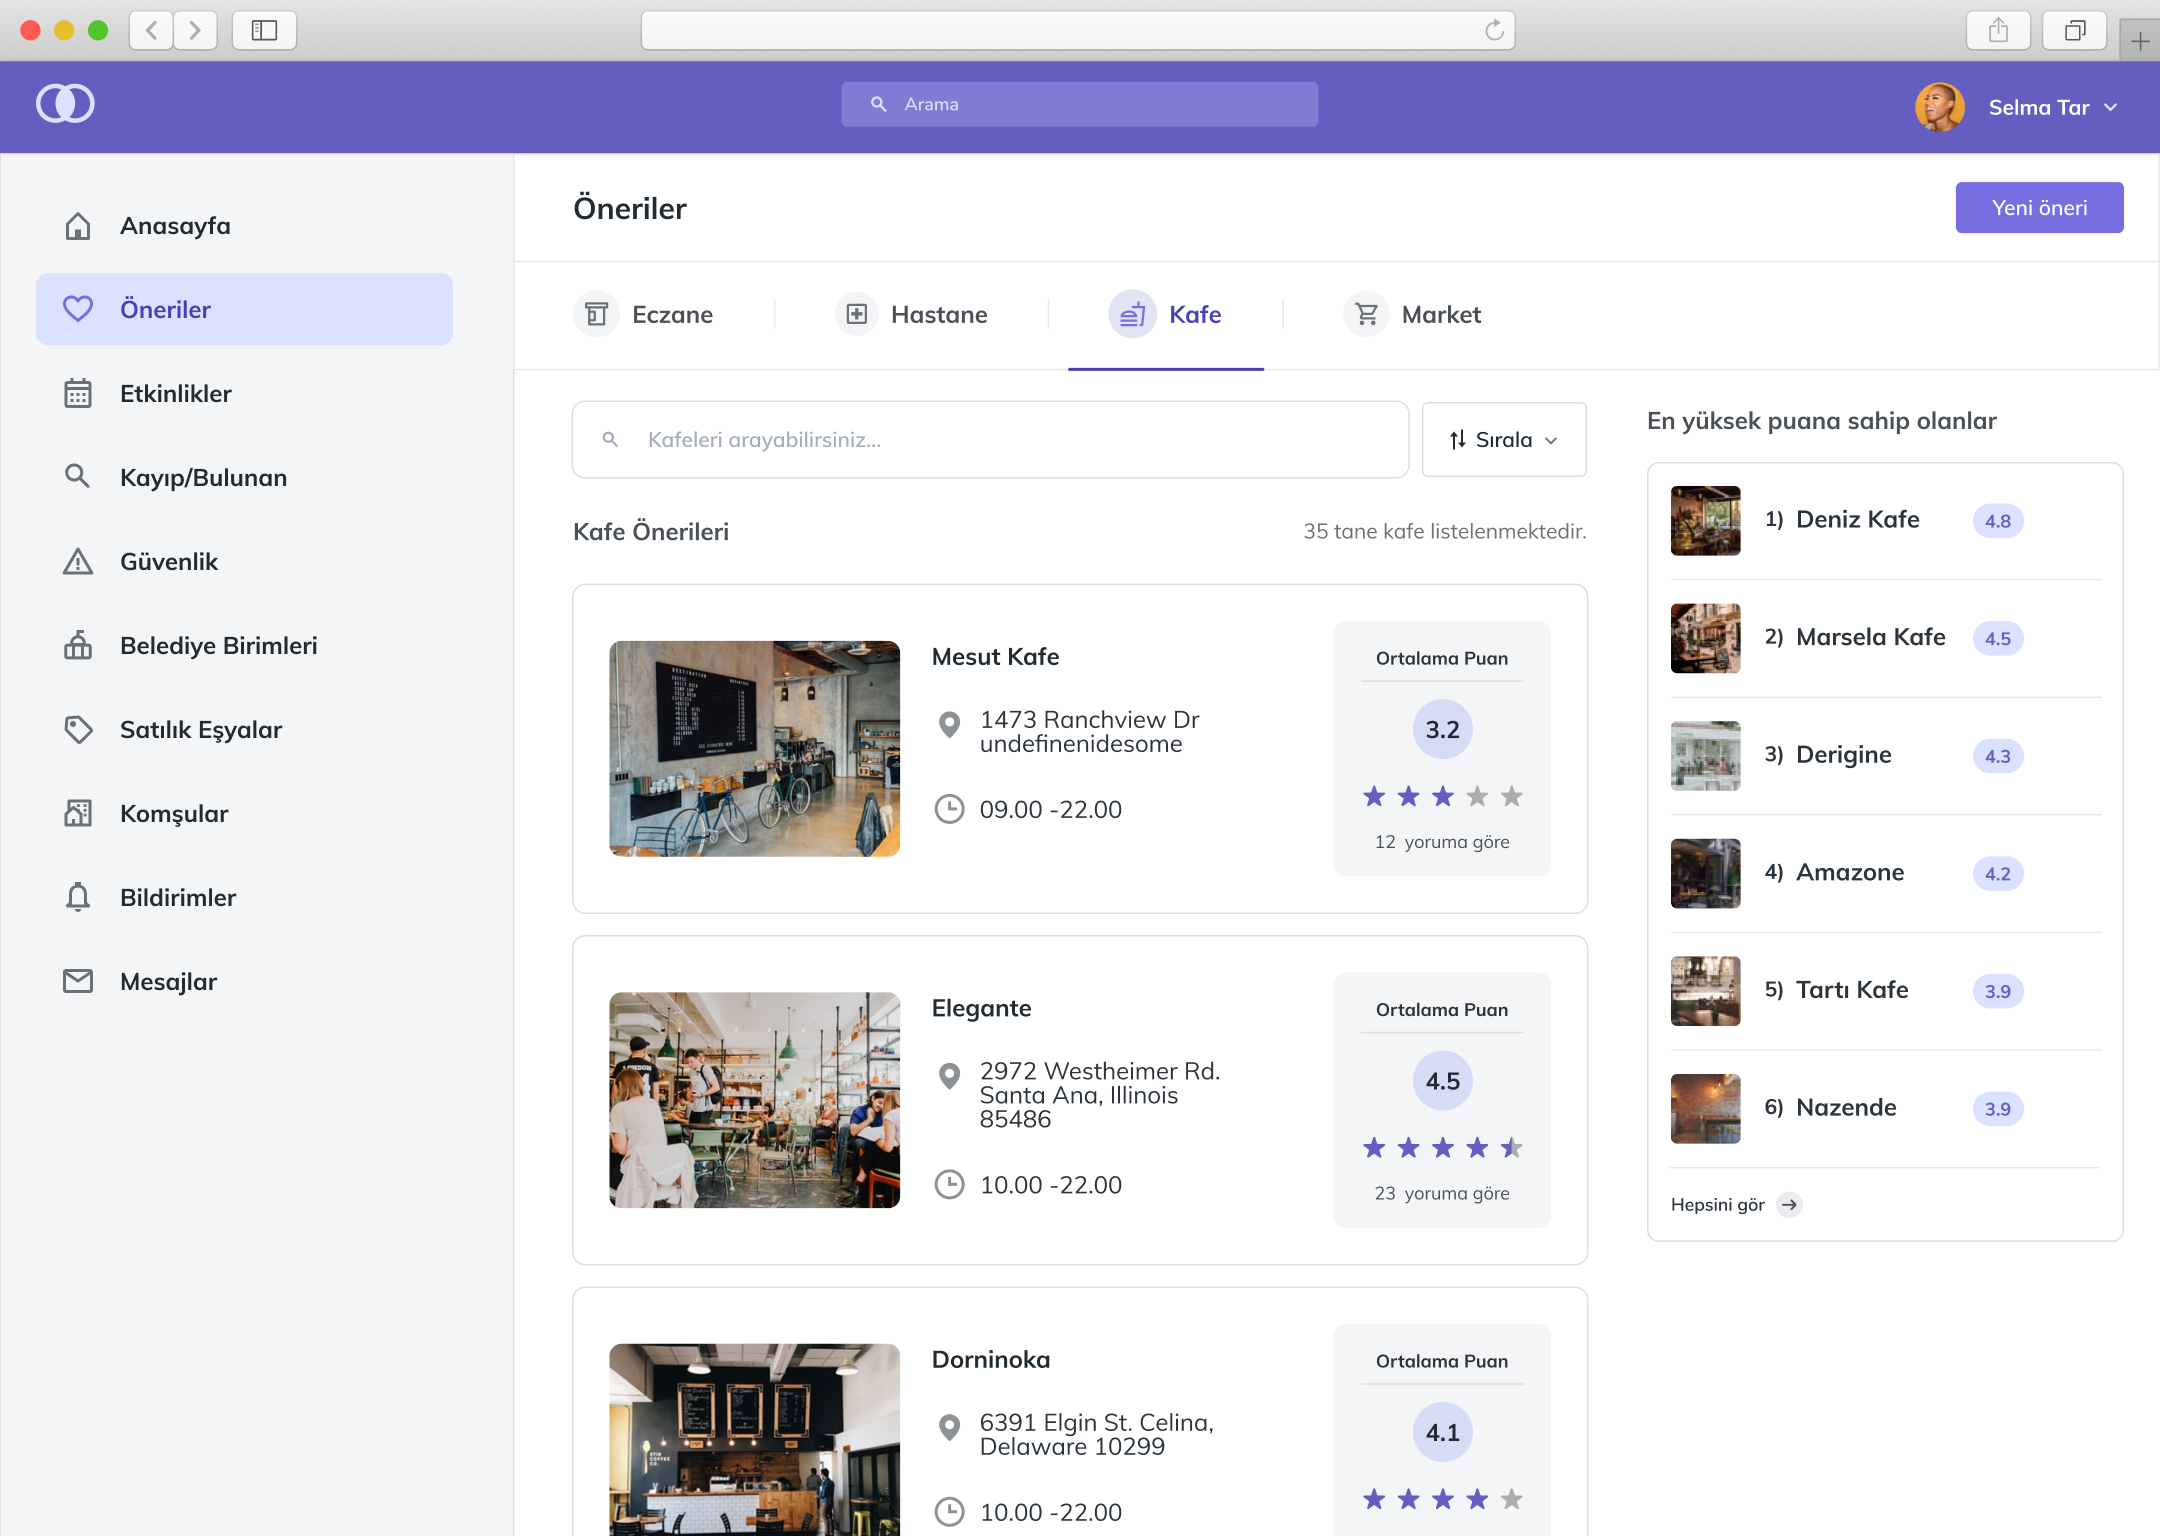 Arama
Selma Tar
Anasayfa
Öneriler
Etkinlikler
Kayıp/Bulunan
Güvenlik
Belediye Birimleri
Satılık Eşyalar
Komşular
Bildirimler
Mesajlar
Öneriler
Yeni öneri
Eczane
Hastane
Kafe
Market
Kafeleri arayabilirsiniz...
Sırala
Kafe Önerileri
35 tane kafe listelenmektedir.
Mesut Kafe
1473 Ranchview Dr
undefinenidesome
09.00 -22.00
Ortalama Puan
3.2
12 yoruma göre
Elegante
2972 Westheimer Rd.
Santa Ana, Illinois
85486
10.00 -22.00
Ortalama Puan
4.5
23 yoruma göre
Dorninoka
6391 Elgin St. Celina,
Delaware 10299
10.00 -22.00
Ortalama Puan
4.1
En yüksek puana sahip olanlar
1) Deniz Kafe 4.8
2) Marsela Kafe 4.5
3) Derigine 4.3
4) Amazone 4.2
5) Tartı Kafe 3.9
6) Nazende 3.9
Hepsini gör